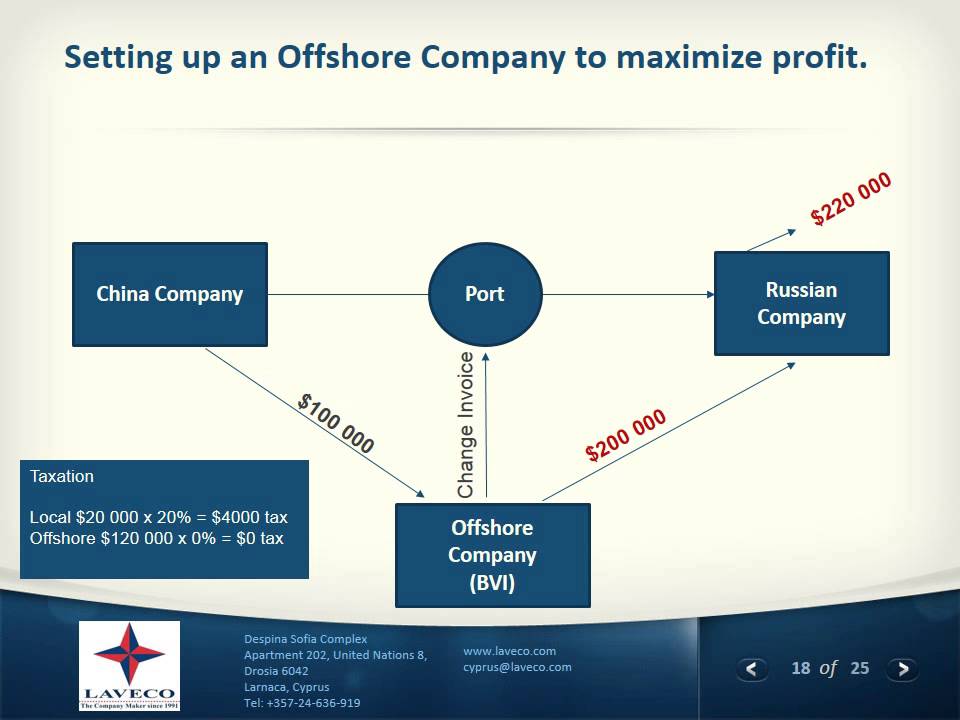 Setting up an Offshore Company to maximize profit.
$220 000
China Company
Port
Russian
Company
$100 000
Change Invoice
$200 000
Taxation
Local $20 000 x 20% = $4000 tax
Offshore $120 000 x 0% = $0 tax
Offshore
Company
(BVI)
LAVECO
The Company Maker since 1991
Despina Sofia Complex
Apartment 202, United Nations 8,
Drosia 6042
Larnaca, Cyprus
Tel: +357-24-636-919
www.laveco.com
cyprus@laveco.com
18 of 25